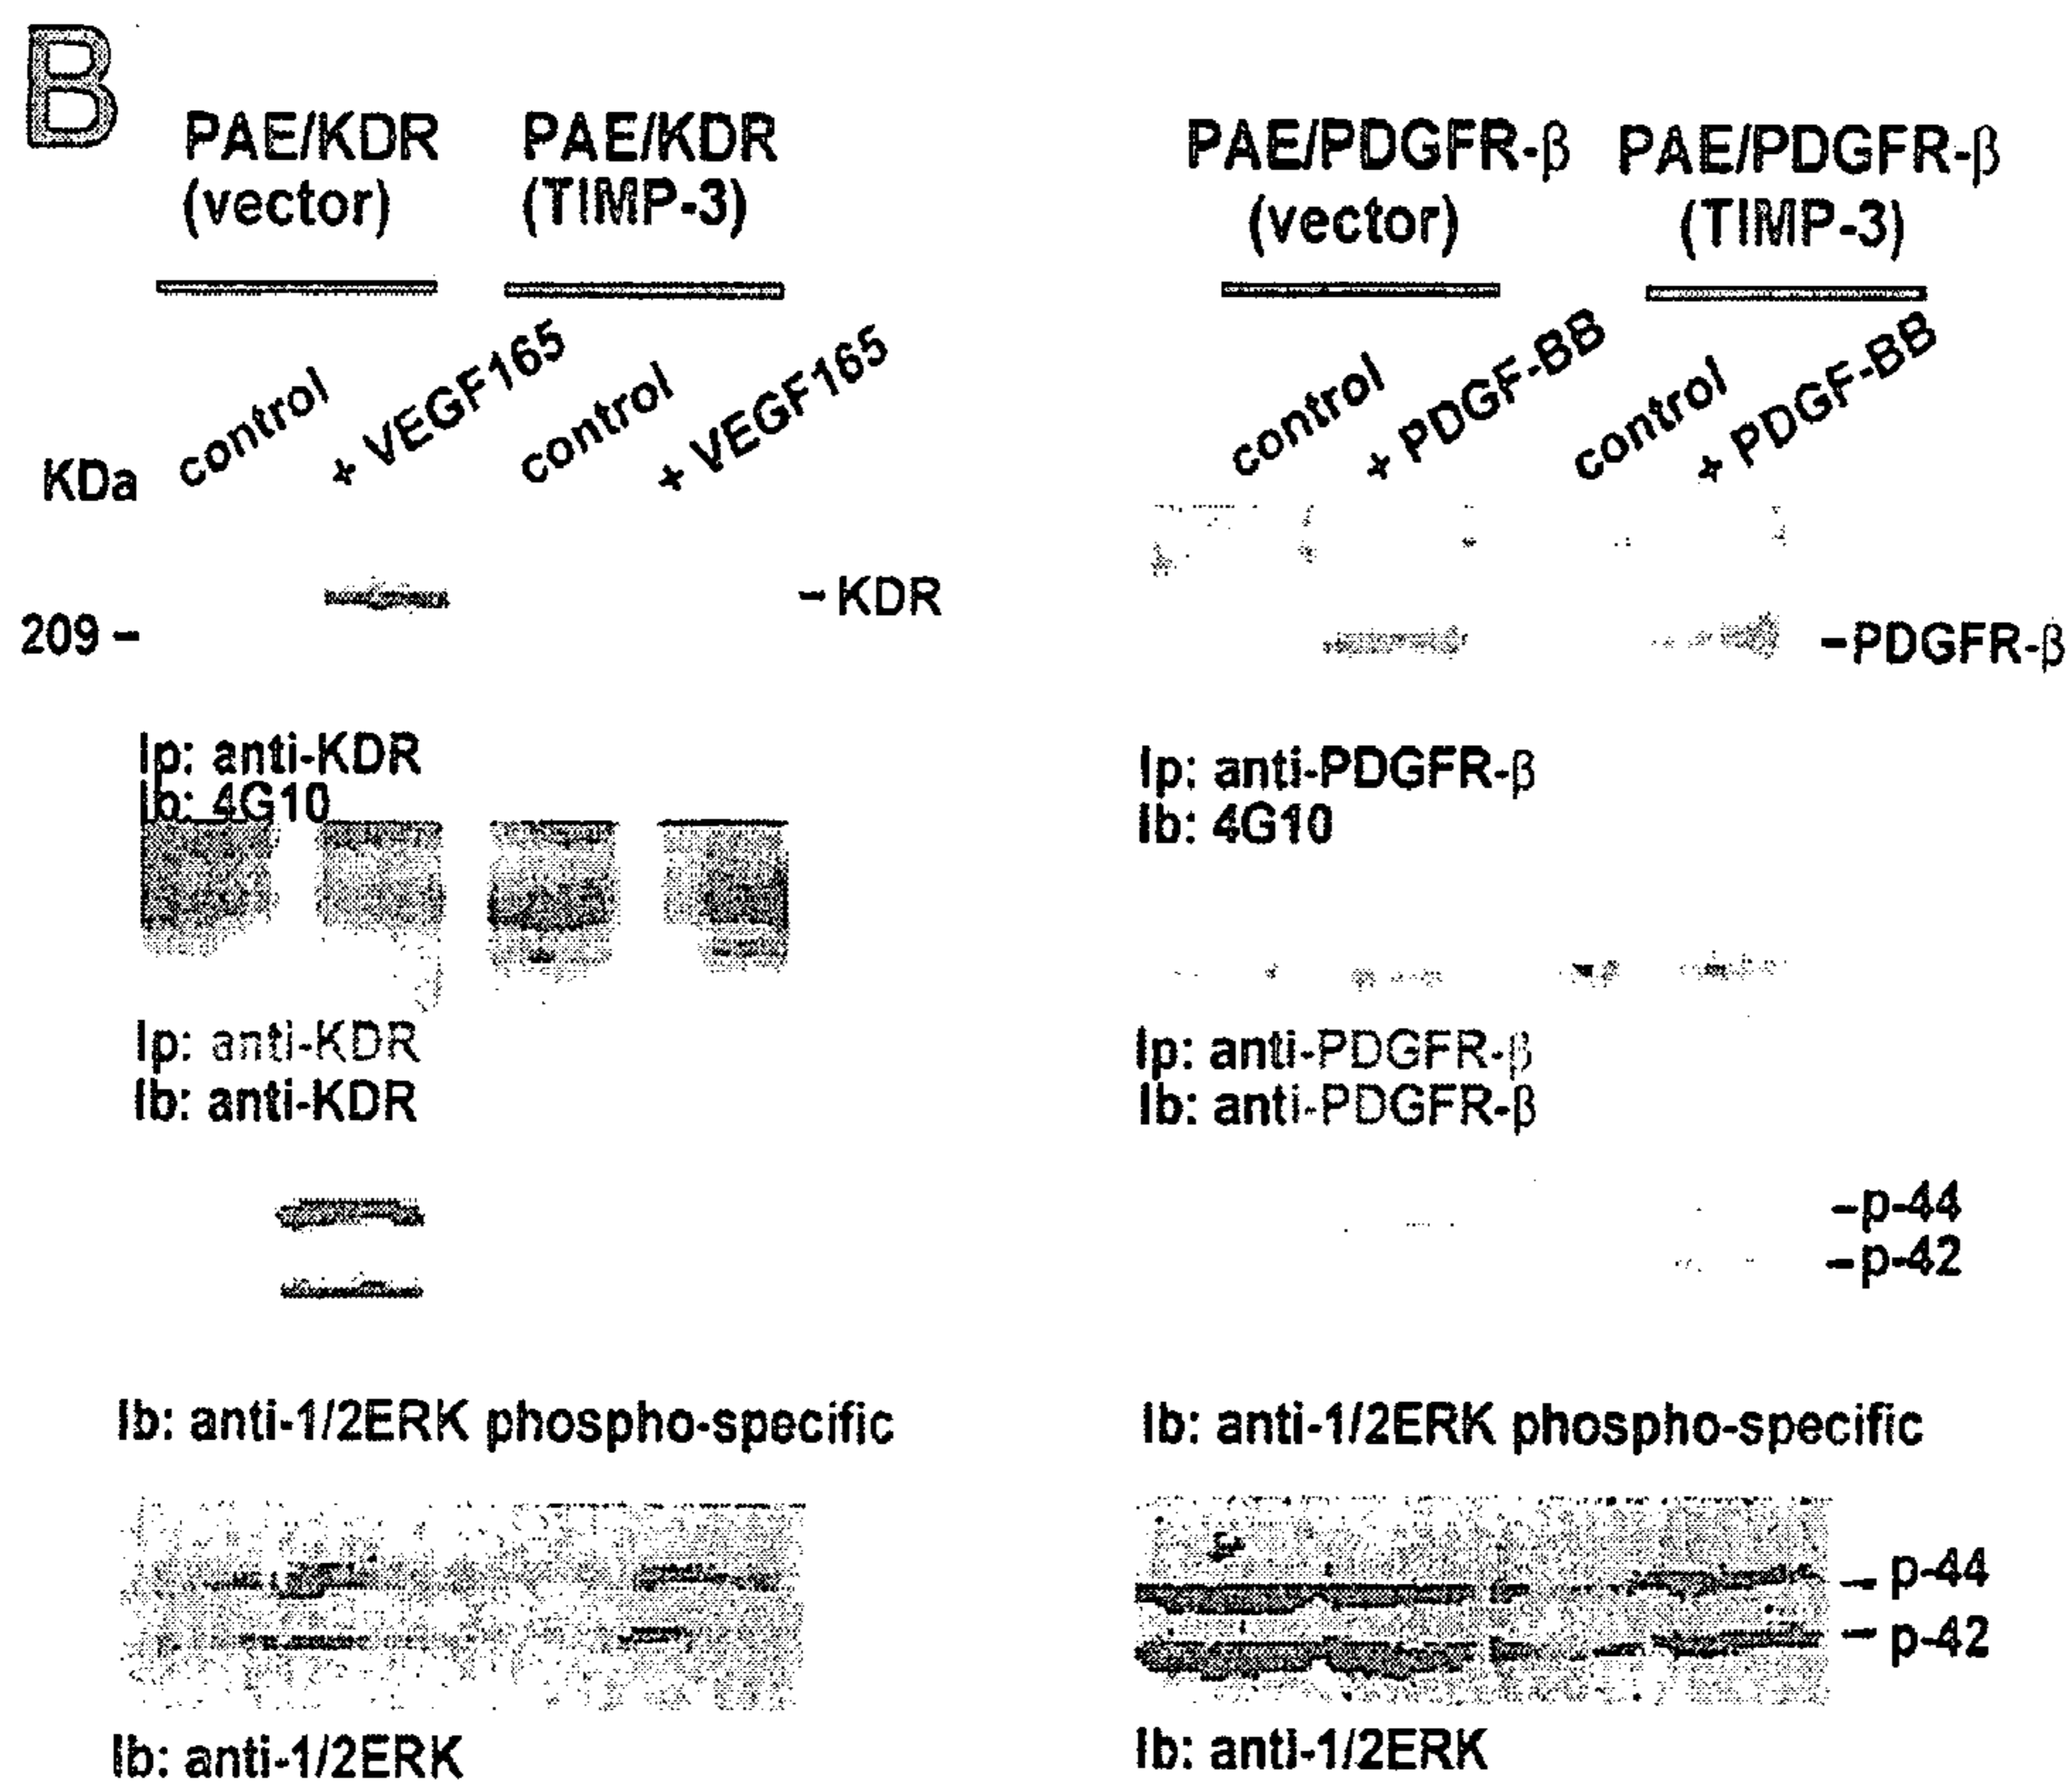 B
PAE/KDR
(vector)
PAE/KDR
(TIMP-3)
control
+ VEGF165
control
+ VEGF165
KDa
209 –
– KDR
Ip: anti-KDR
Ib: 4G10
Ip: anti-KDR
Ib: anti-KDR
Ib: anti-1/2ERK phospho-specific
Ib: anti-1/2ERK
PAE/PDGFR-β
(vector)
PAE/PDGFR-β
(TIMP-3)
control
+ PDGF-BB
control
+ PDGF-BB
–PDGFR-β
Ip: anti-PDGFR-β
Ib: 4G10
Ip: anti-PDGFR-β
Ib: anti-PDGFR-β
–p-44
–p-42
Ib: anti-1/2ERK phospho-specific
– p-44
– p-42
Ib: anti-1/2ERK